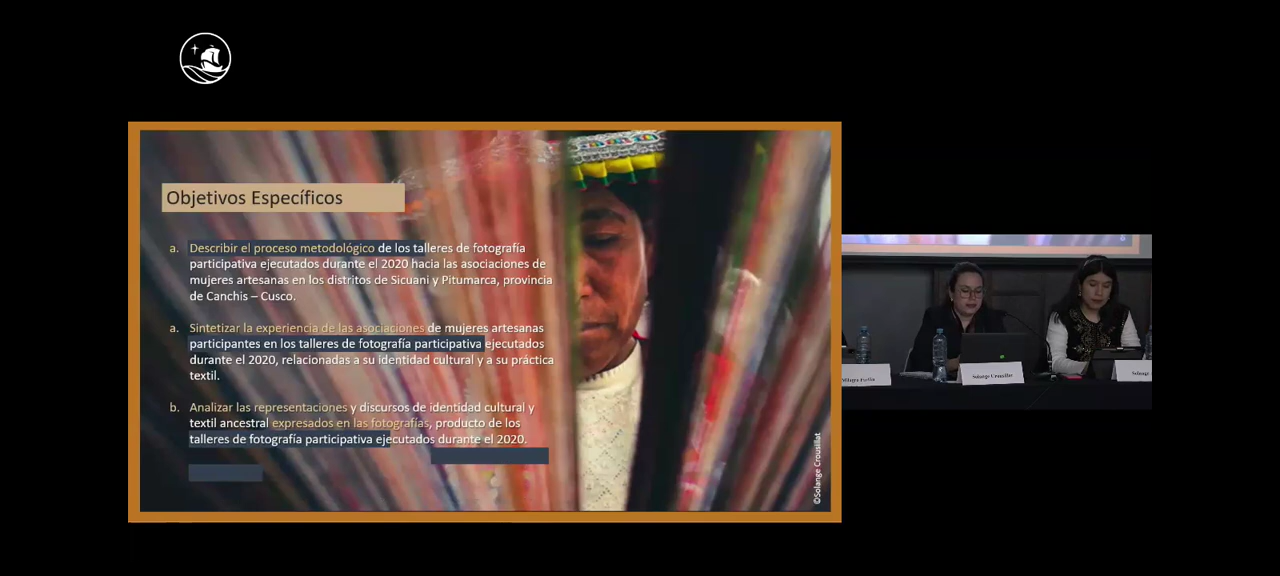 Objetivos Específicos
a. Describir el proceso metodológico de los talleres de fotografía
participativa ejecutados durante el 2020 hacia las asociaciones de
mujeres artesanas en los distritos de Sicuani y Pitumarca, provincia
de Canchis – Cusco.
a. Sintetizar la experiencia de las asociaciones de mujeres artesanas
participantes en los talleres de fotografía participativa ejecutados
durante el 2020, relacionadas a su identidad cultural y a su práctica
textil.
b. Analizar las representaciones y discursos de identidad cultural y
textil ancestral expresados en las fotografías, producto de los
talleres de fotografía participativa ejecutados durante el 2020.
©Solange Crousillat
Solange Crousillat